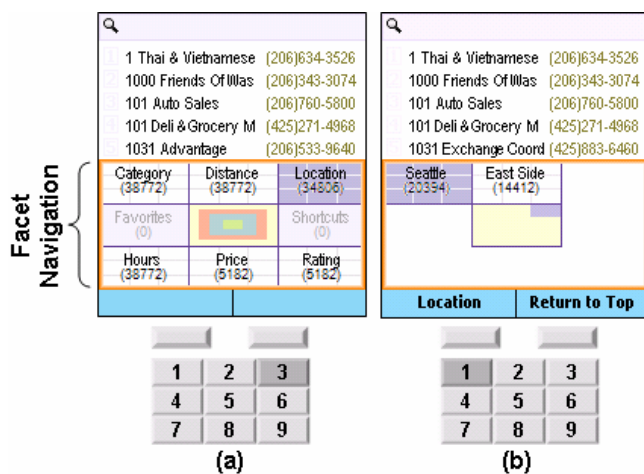 1 Thai & Vietnamese (206)634-3526
1000 Friends Of Was (206)343-3074
101 Auto Sales (206)760-5800
101 Deli & Grocery M (425)271-4968
1031 Advantage (206)533-9640
Category Distance Location
(38772) (38772) (34806)
Favorites Shortcuts
(0) (0)
Hours Price Rating
(38772) (5182) (5182)
Facet
Navigation
1 2 3
4 5 6
7 8 9
(a)
1 Thai & Vietnamese (206)634-3526
1000 Friends Of Was (206)343-3074
101 Auto Sales (206)760-5800
101 Deli & Grocery M (425)271-4968
1031 Exchange Coord (425)883-6460
Seattle East Side
(20394) (14412)
Location Return to Top
1 2 3
4 5 6
7 8 9
(b)